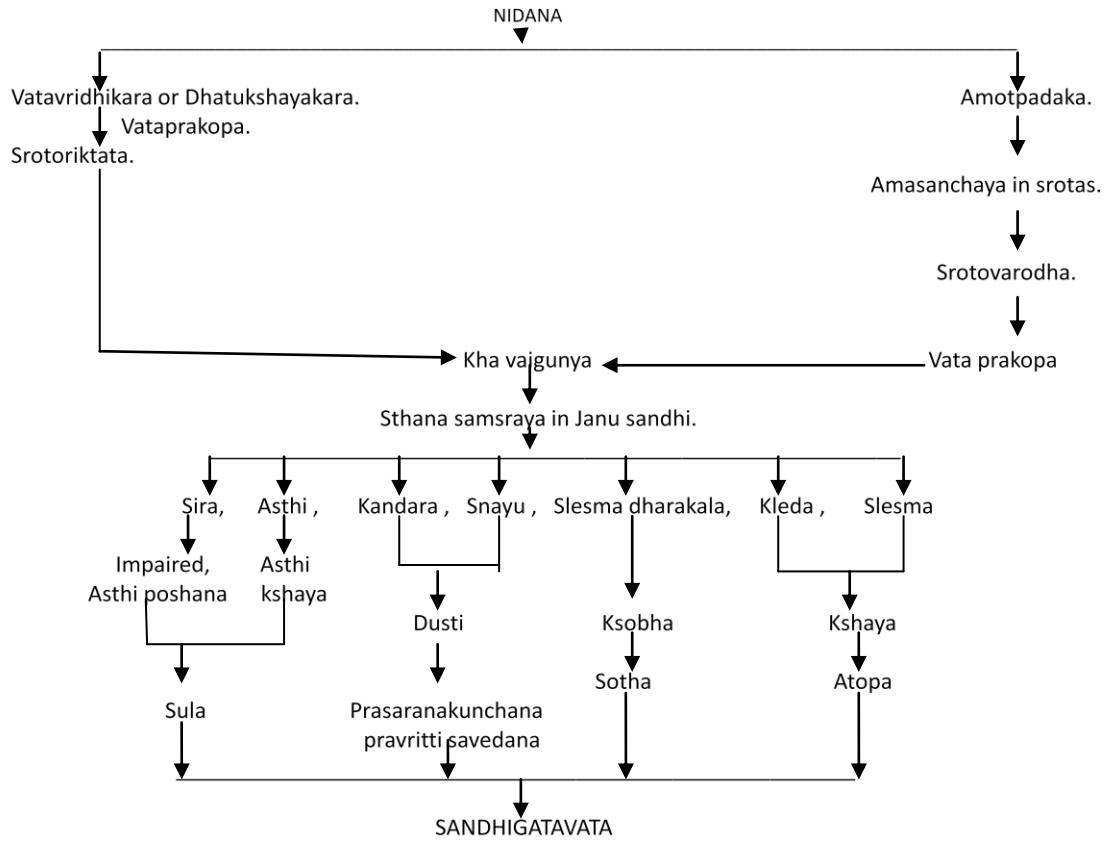 NIDANA
Vatavridhikara or Dhatukshayakara.
Vataprakopa.
Srotoriktata.
Amotpadaka.
Amasanchaya in srotas.
Srotovarodha.
Vata prakopa
Kha vaigunya
Sthana samsraya in Janu sandhi.
Sira, Asthi , Kandara , Snayu , Slesma dharakala, Kleda , Slesma
Impaired,
Asthi poshana
Asthi
kshaya
Dusti
Ksobha
Kshaya
Sula
Prasaranakunchana
pravritti savedana
Sotha
Atopa
SANDHIGATAVATA